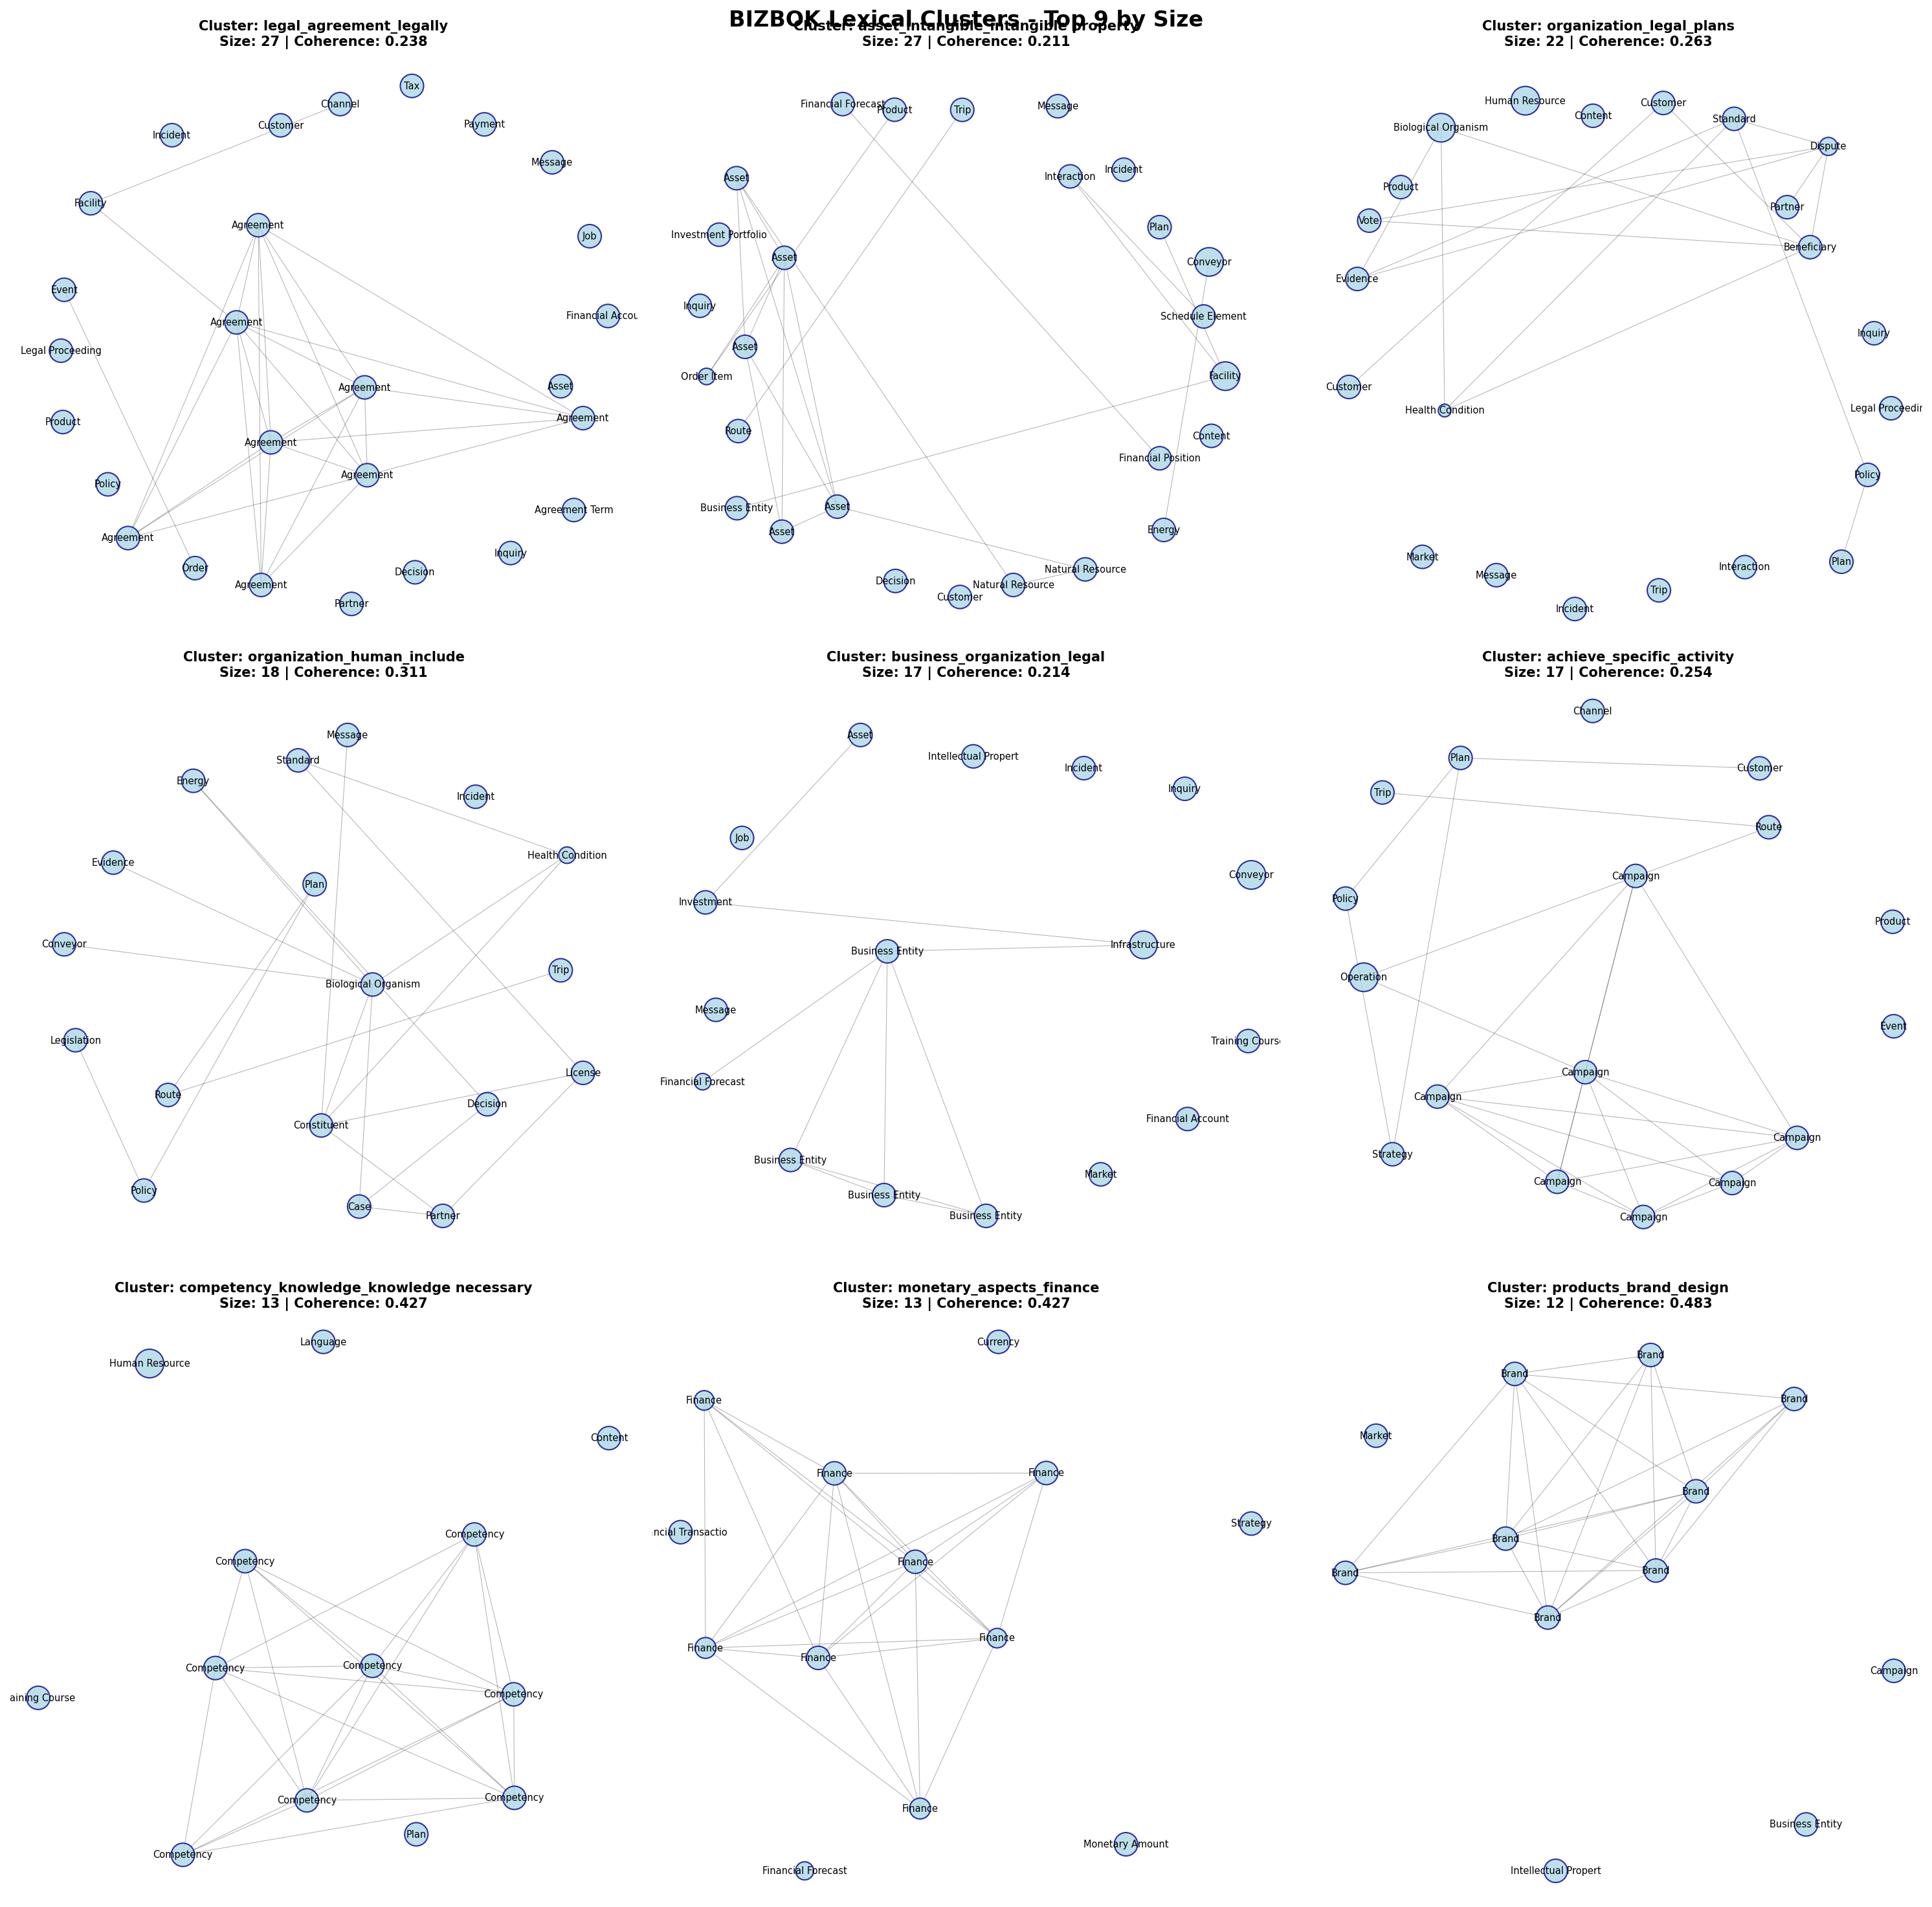 BIZBOK Lexical Clusters - Top 9 by Size
Cluster: legal_agreement_legally
Size: 27 | Coherence: 0.238
Tax
Channel
Customer
Payment
Incident
Message
Facility
Agreement
Job
Event
Financial Accou
Agreement
Legal Proceeding
Agreement
Asset
Agreement
Product
Agreement
Agreement
Policy
Agreement Term
Agreement
Inquiry
Order
Decision
Agreement
Partner
Cluster: asset_intangible_intangible property
Size: 27 | Coherence: 0.211
Financial Forecast
Product
Trip
Message
Incident
Interaction
Asset
Plan
Investment Portfolio
Asset
Conveyor
Inquiry
Schedule Element
Asset
Order Item
Facility
Route
Content
Financial Position
Business Entity
Asset
Asset
Energy
Natural Resource
Decision
Natural Resource
Customer
Cluster: organization_legal_plans
Size: 22 | Coherence: 0.263
Human Resource
Customer
Content
Standard
Biological Organism
Dispute
Product
Partner
Vote
Beneficiary
Evidence
Inquiry
Customer
Health Condition
Legal Proceedin
Policy
Market
Plan
Interaction
Message
Trip
Incident
Cluster: organization_human_include
Size: 18 | Coherence: 0.311
Message
Standard
Energy
Incident
Health Condition
Evidence
Plan
Conveyor
Trip
Biological Organism
Legislation
License
Route
Decision
Constituent
Policy
Case
Partner
Cluster: business_organization_legal
Size: 17 | Coherence: 0.214
Asset
Intellectual Propert
Incident
Inquiry
Job
Conveyor
Investment
Infrastructure
Business Entity
Message
Training Cours
Financial Forecast
Financial Account
Business Entity
Market
Business Entity
Business Entity
Cluster: achieve_specific_activity
Size: 17 | Coherence: 0.254
Channel
Plan
Customer
Trip
Route
Campaign
Policy
Product
Operation
Event
Campaign
Campaign
Campaign
Strategy
Campaign
Campaign
Campaign
Cluster: competency_knowledge_knowledge necessary
Size: 13 | Coherence: 0.427
Language
Human Resource
Content
Competency
Competency
Competency
Competency
Competency
aining Course
Competency
Competency
Plan
Competency
Cluster: monetary_aspects_finance
Size: 13 | Coherence: 0.427
Currency
Finance
Finance
Finance
Strategy
ncial Transactio
Finance
Finance
Finance
Finance
Finance
Monetary Amount
Financial Forecast
Cluster: products_brand_design
Size: 12 | Coherence: 0.483
Brand
Brand
Brand
Market
Brand
Brand
Brand
Brand
Brand
Campaign
Business Entity
Intellectual Propert